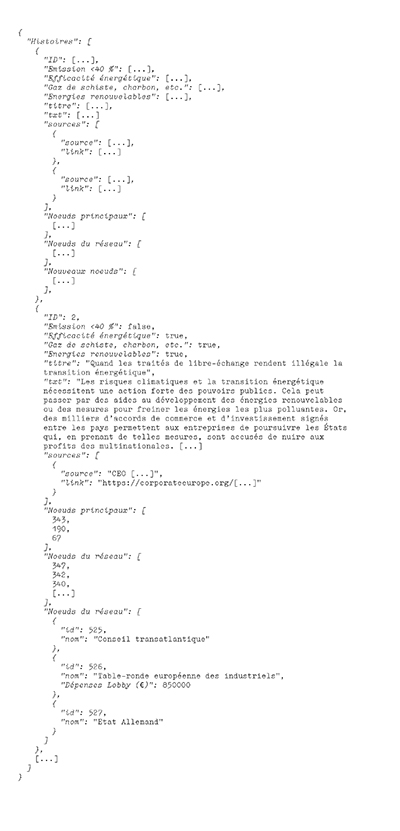 {
"Histoires": [
{
"ID": [...],
"Emission <40 %": [...],
"Efficacité énergétique": [...],
"Gaz de schiste, charbon, etc.": [...],
"Energies renouvelables": [...],
"titre": [...],
"txt": [...]
"sources": [
{
"source": [...],
"link": [...]
},
{
"source": [...],
"link": [...]
}
],
"Noeuds principaux": [
[...]
],
"Noeuds du réseau": [
[...]
],
"Nouveaux noeuds": [
[...]
],
},
{
"ID": 2,
"Emission <40 %": false,
"Efficacité énergétique": true,
"Gaz de schiste, charbon, etc.": true,
"Energies renouvelables": true,
"titre": "Quand les traités de libre-échange rendent illégale la
transition énergétique",
"txt": "Les risques climatiques et la transition énergétique
nécessitent une action forte des pouvoirs publics. Cela peut
passer par des aides au développement des énergies renouvelables
ou des mesures pour freiner les énergies les plus polluantes. Or,
des milliers d'accords de commerce et d'investissement signés
entre les pays permettent aux entreprises de poursuivre les États
qui, en prenant de telles mesures, sont accusés de nuire aux
profits des multinationales. [...]
"sources": [
{
"source": "CEO [...]",
"link": "https://corporateeurope.org/[...]"
}
],
"Noeuds principaux": [
343,
190,
67
],
"Noeuds du réseau": [
347,
342,
340,
[...]
],
"Noeuds du réseau": [
{
"id": 525,
"nom": "Conseil transatlantique"
},
{
"id": 526,
"nom": "Table-ronde européenne des industriels",
"Dépenses Lobby (€)": 850000
},
{
"id": 527,
"nom": "Etat Allemand"
}
]
},
[...]
]
}